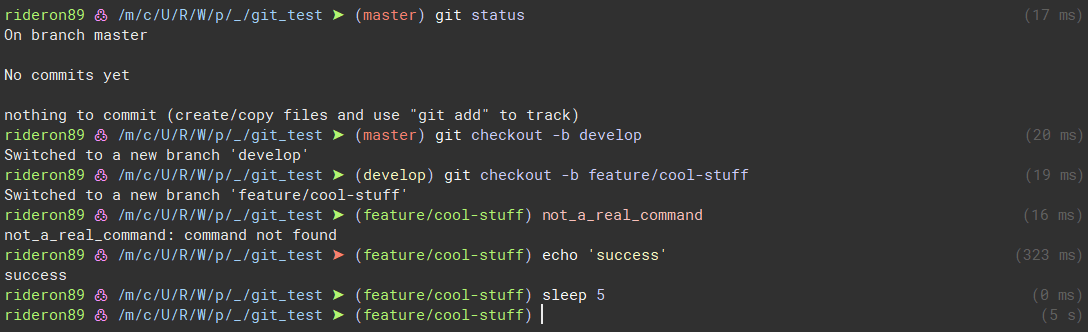 rideron89 & /m/c/U/R/W/p/_/git_test ➤ (master) git status (17 ms)
On branch master
No commits yet
nothing to commit (create/copy files and use "git add" to track)
rideron89 & /m/c/U/R/W/p/_/git_test ➤ (master) git checkout -b develop (20 ms)
Switched to a new branch 'develop'
rideron89 & /m/c/U/R/W/p/_/git_test ➤ (develop) git checkout -b feature/cool-stuff (19 ms)
Switched to a new branch 'feature/cool-stuff'
rideron89 & /m/c/U/R/W/p/_/git_test ➤ (feature/cool-stuff) not_a_real_command (16 ms)
not_a_real_command: command not found
rideron89 & /m/c/U/R/W/p/_/git_test ➤ (feature/cool-stuff) echo 'success' (323 ms)
success
rideron89 & /m/c/U/R/W/p/_/git_test ➤ (feature/cool-stuff) sleep 5 (0 ms)
rideron89 & /m/c/U/R/W/p/_/git_test ➤ (feature/cool-stuff) (5 s)